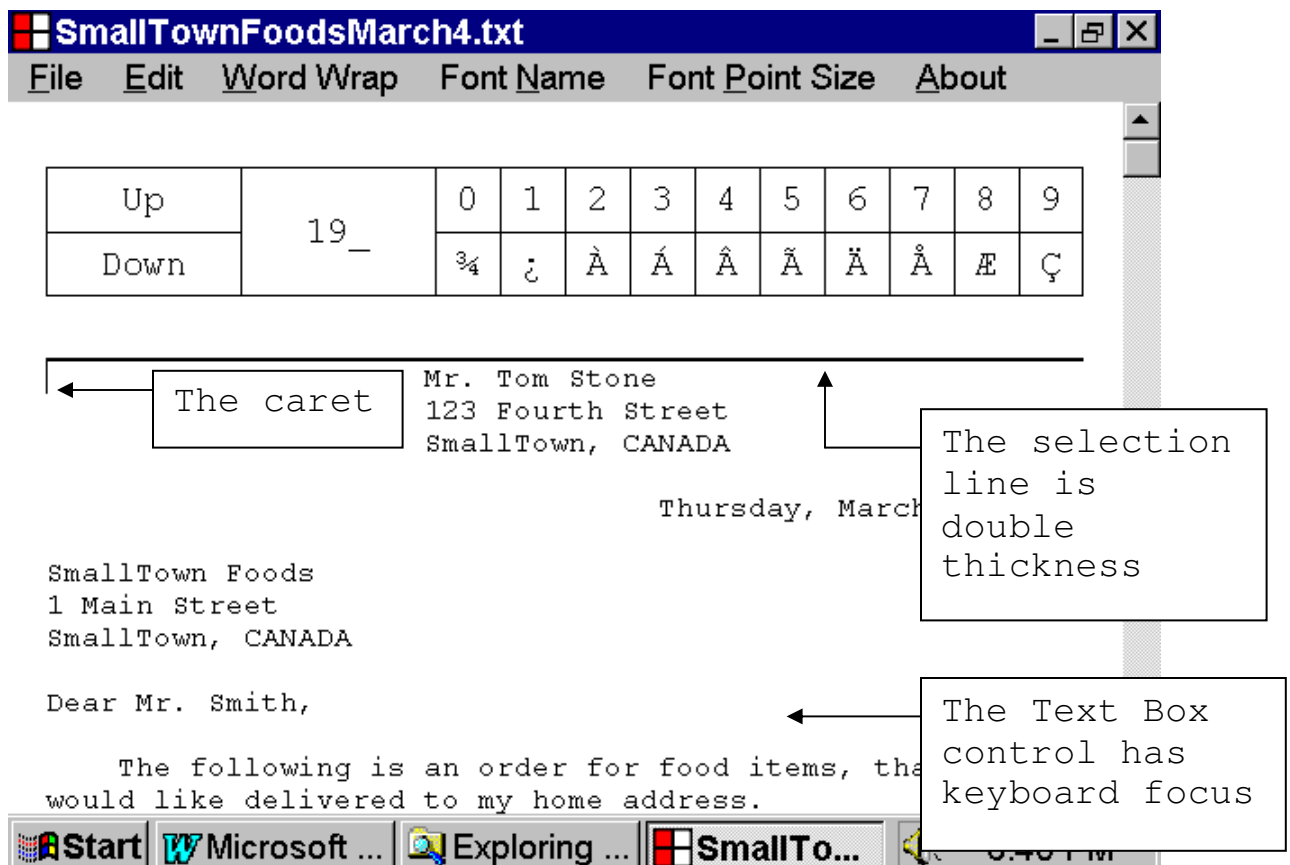 SmallTownFoodsMarch4.txt
File Edit Word Wrap Font Name Font Point Size About
Up 19_ 0 1 2 3 4 5 6 7 8 9
Down ¾ ¿ À Á Â Ã Ä Å Æ Ç
The caret
Mr. Tom Stone
123 Fourth Street
SmallTown, CANADA
The selection
line is
double
thickness
Thursday, March
SmallTown Foods
1 Main Street
SmallTown, CANADA
Dear Mr. Smith,
The Text Box
control has
keyboard focus
The following is an order for food items,
would like delivered to my home address.
Start Microsoft ... Exploring ... SmallTo...